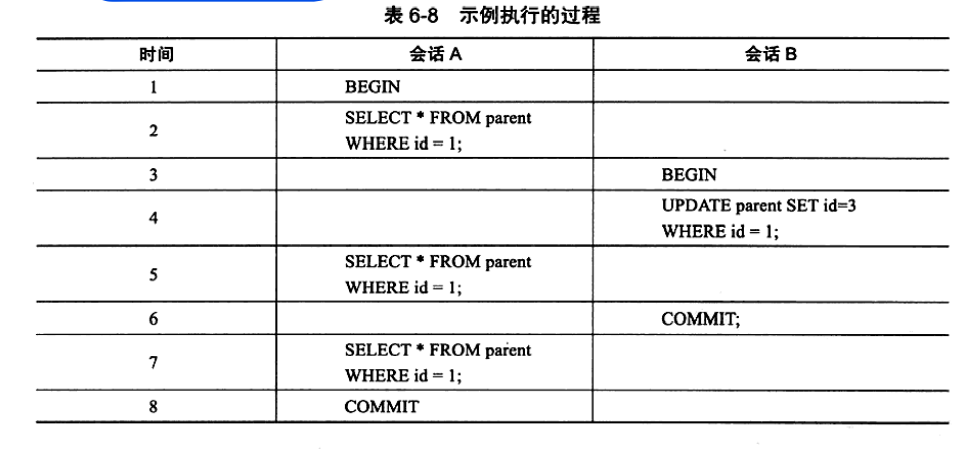 表 6-8 示例执行的过程
时间 会话 A 会话 B
1 BEGIN
2 SELECT * FROM parent
WHERE id = 1;
3 BEGIN
4 UPDATE parent SET id=3
WHERE id = 1;
5 SELECT * FROM parent
WHERE id = 1;
6 COMMIT;
7 SELECT * FROM parent
WHERE id = 1;
8 COMMIT